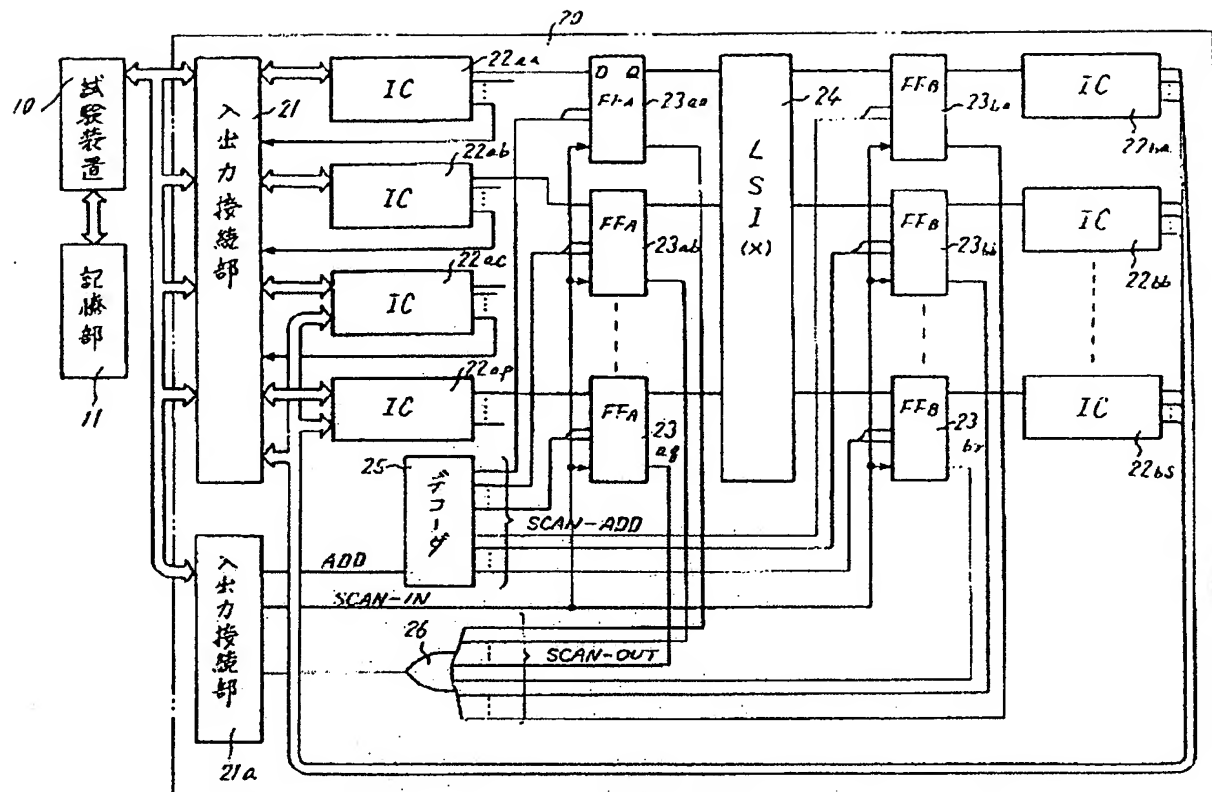 20
10
試験装置
記憶部
11
入出力接続部
21
IC
22aa
IC
22ab
IC
22ac
IC
22ap
D Q
FFA
23aa
FFA
23ab
FFA
23
aq
24
LSI
(X)
FFB
23ba
FFB
23bb
FFB
23
br
IC
22ba
IC
22bb
IC
22bs
25
デコーダ
SCAN-ADD
ADD
SCAN-IN
26
SCAN-OUT
入出力接続部
21a